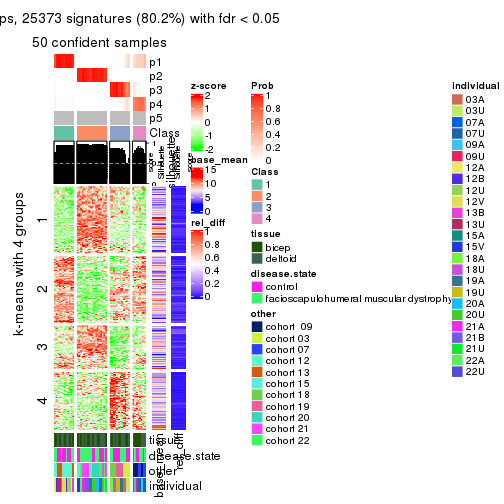 ps, 25373 signatures (80.2%) with fdr < 0.05
50 confident samples
p1
p2
p3
p4
p5
Class
1
silhouette
score
k-means with 4 groups
1
2
3
4
tissue
disease.state
other
individual
base_mean
rel_diff
z-score
2
1
0
-1
-2
base_mean
15
10
5
0
rel_diff
1
0.8
0.6
0.4
0.2
0
Prob
1
0.8
0.6
0.4
0.2
0
Class
1
2
3
4
tissue
bicep
deltoid
disease.state
control
facioscapulohumeral muscular dystrophy
other
cohort 09
cohort 03
cohort 07
cohort 12
cohort 13
cohort 15
cohort 18
cohort 19
cohort 20
cohort 21
cohort 22
individual
03A
03U
07A
07U
09A
09U
12A
12B
12U
12V
13B
13U
15A
15V
18A
18U
19A
19U
20A
20U
21A
21B
21U
22A
22U